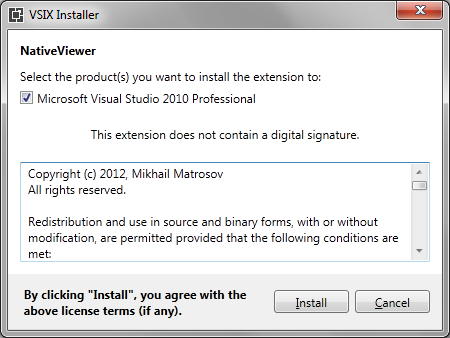 VSIX Installer
NativeViewer
Select the product(s) you want to install the extension to:
Microsoft Visual Studio 2010 Professional
This extension does not contain a digital signature.
Copyright (c) 2012, Mikhail Matrosov
All rights reserved.
Redistribution and use in source and binary forms, with or without
modification, are permitted provided that the following conditions are
met:
By clicking "Install", you agree with the
above license terms (if any).
Install
Cancel